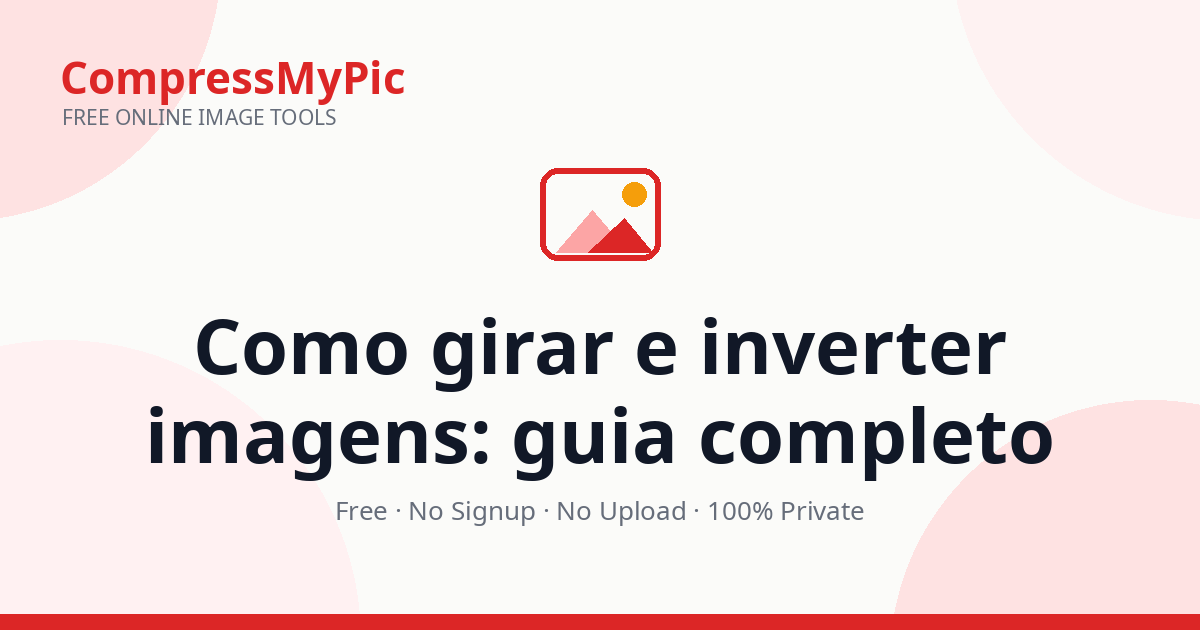 CompressMyPic
FREE ONLINE IMAGE TOOLS
Como girar e inverter
imagens: guia completo
Free · No Signup · No Upload · 100% Private